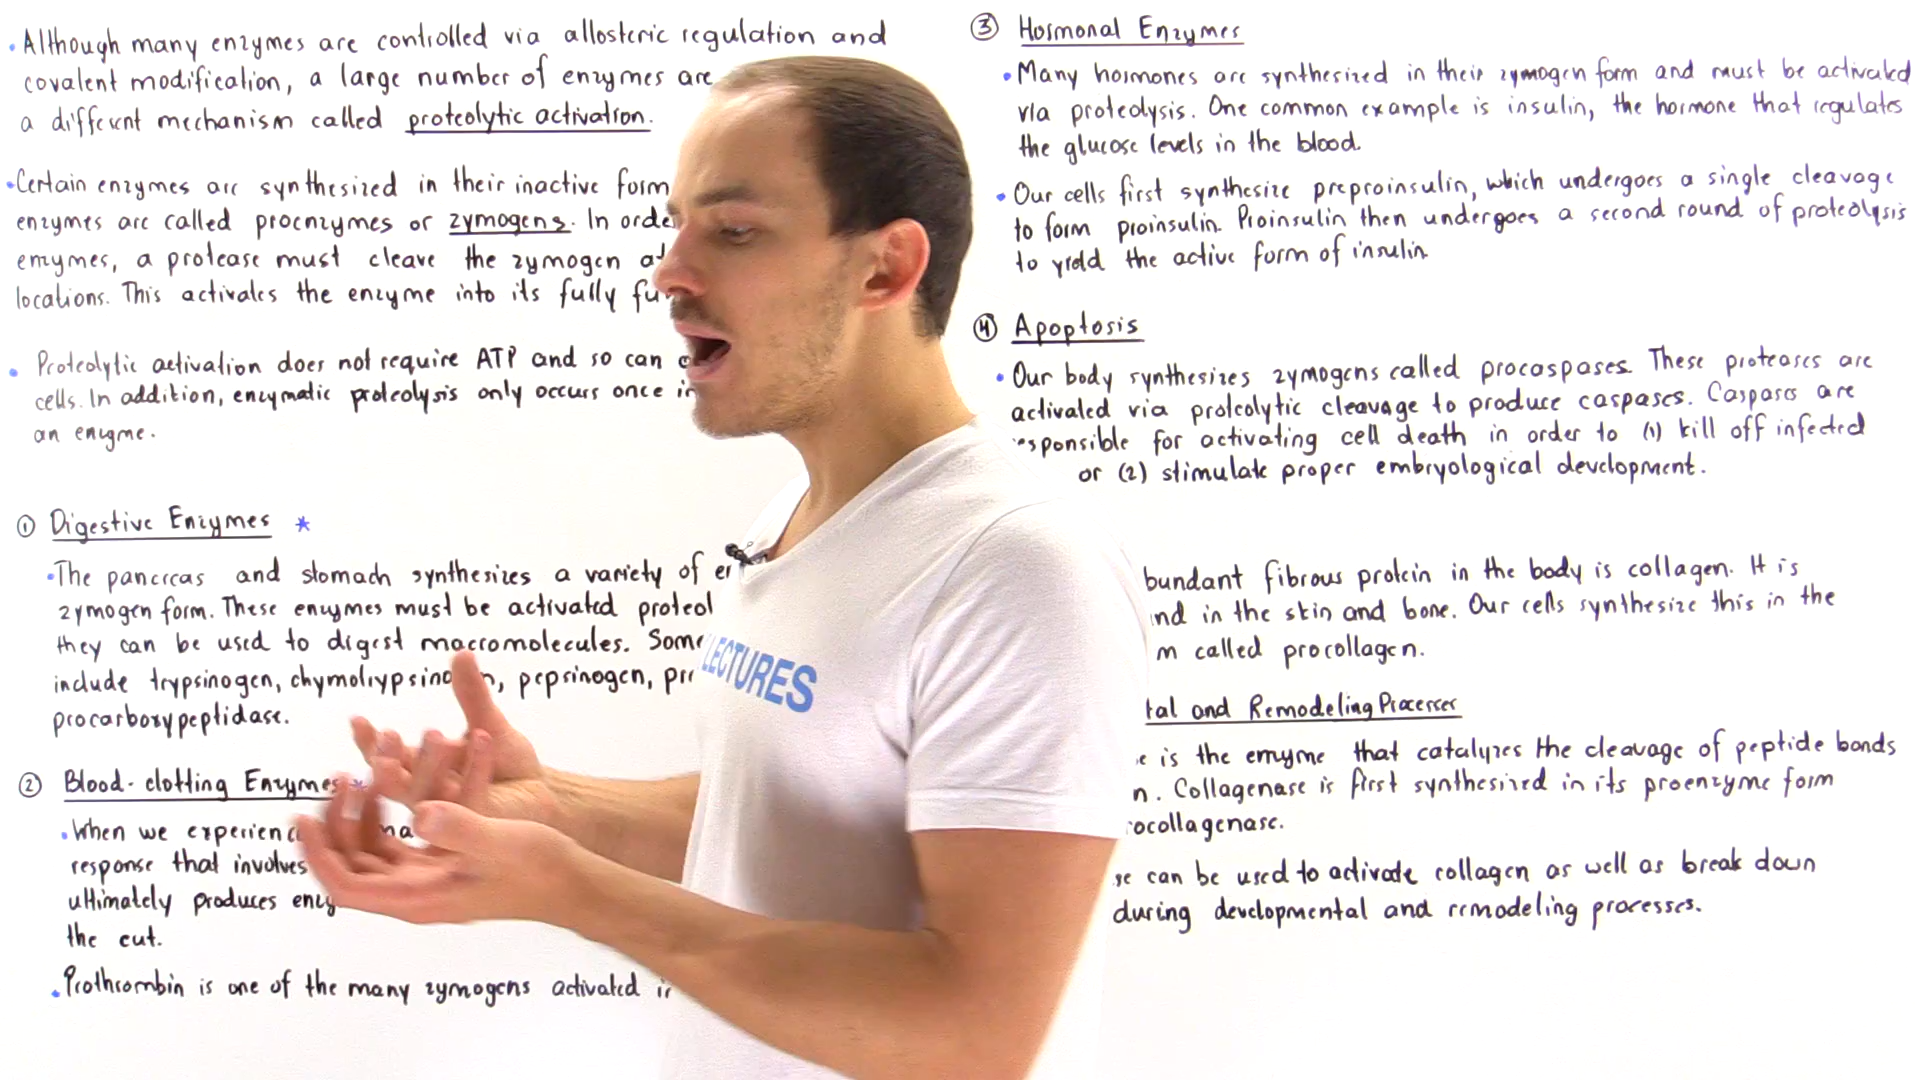 Although many enzymes are controlled via allosteric regulation and
covalent modification, a large number of enzymes are
a different mechanism called proteolytic activation.
Certain enzymes are synthesized in their inactive form
enzymes are called proenzymes or zymogens. In orde
enzymes, a protease must cleave the zymogen at
locations. This activates the enzyme into its fully fu
Proteolytic activation does not require ATP and so can
cells. In addition, enzymatic proteolysis only occurs once in
an enzyme.
① Digestive Enzymes *
The pancreas and stomach synthesizes a variety of en
zymogen form. These enzymes must be activated proteol
they can be used to digest macromolecules. Some
include trypsinogen, chymotrypsino n, pepsinogen, pr
procarboxypeptidase.
② Blood-clotting Enzymes *
When we experienc ma
response that involves
ultimately produces enzy
the cut.
Prothrombin is one of the many zymogens activated i
③ Hormonal Enzymes
Many hormones are synthesized in their zymogen form and must be activated
via proteolysis. One common example is insulin, the hormone that regulates
the glucose levels in the blood.
Our cells first synthesize preproinsulin, which undergoes a single cleavage
to form proinsulin. Proinsulin then undergoes a second round of proteolysis
to yield the active form of insulin
④ Apoptosis
Our body synthesizes zymogens called procaspases. These proteases are
activated via proteolytic cleavage to produce caspases. Caspases are
esponsible for activating cell death in order to (1) kill off infected
or (2) stimulate proper embryological development.
bundant fibrous protein in the body is collagen. It is
nd in the skin and bone. Our cells synthesize this in the
m called procollagen.
tal and Remodeling Processes
e is the enzyme that catalyzes the cleavage of peptide bonds
n. Collagenase is first synthesized in its proenzyme form
rocollagenase.
se can be used to activate collagen as well as break down
during developmental and remodeling processes.
LECTURES